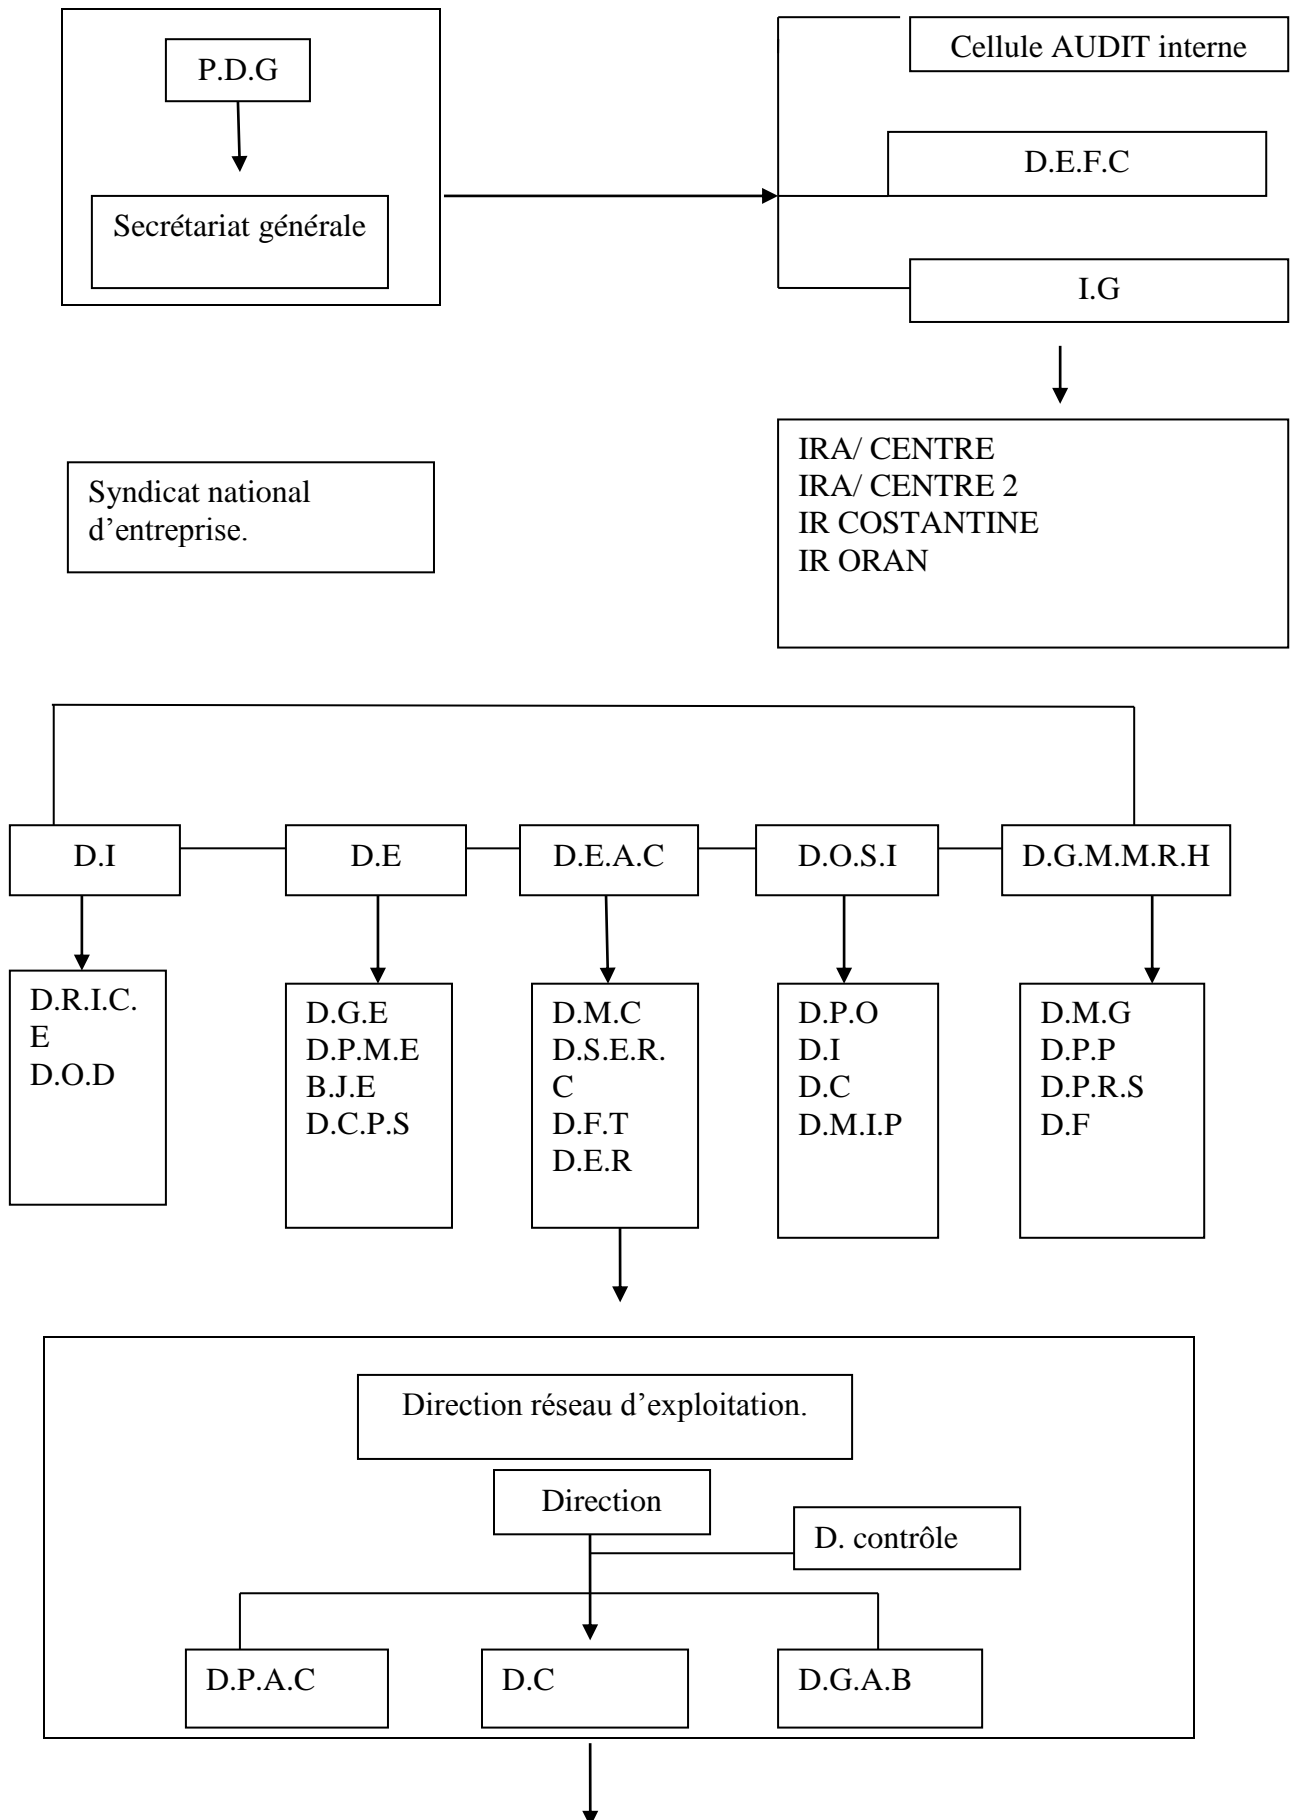 P.D.G
Secrétariat générale
Cellule AUDIT interne
D.E.F.C
I.G
IRA/ CENTRE
IRA/ CENTRE 2
IR COSTANTINE
IR ORAN
Syndicat national
d’entreprise.
D.I
D.E
D.E.A.C
D.O.S.I
D.G.M.M.R.H
D.R.I.C.
E
D.O.D
D.G.E
D.P.M.E
B.J.E
D.C.P.S
D.M.C
D.S.E.R.
C
D.F.T
D.E.R
D.P.O
D.I
D.C
D.M.I.P
D.M.G
D.P.P
D.P.R.S
D.F
Direction réseau d’exploitation.
Direction
D. contrôle
D.P.A.C
D.C
D.G.A.B